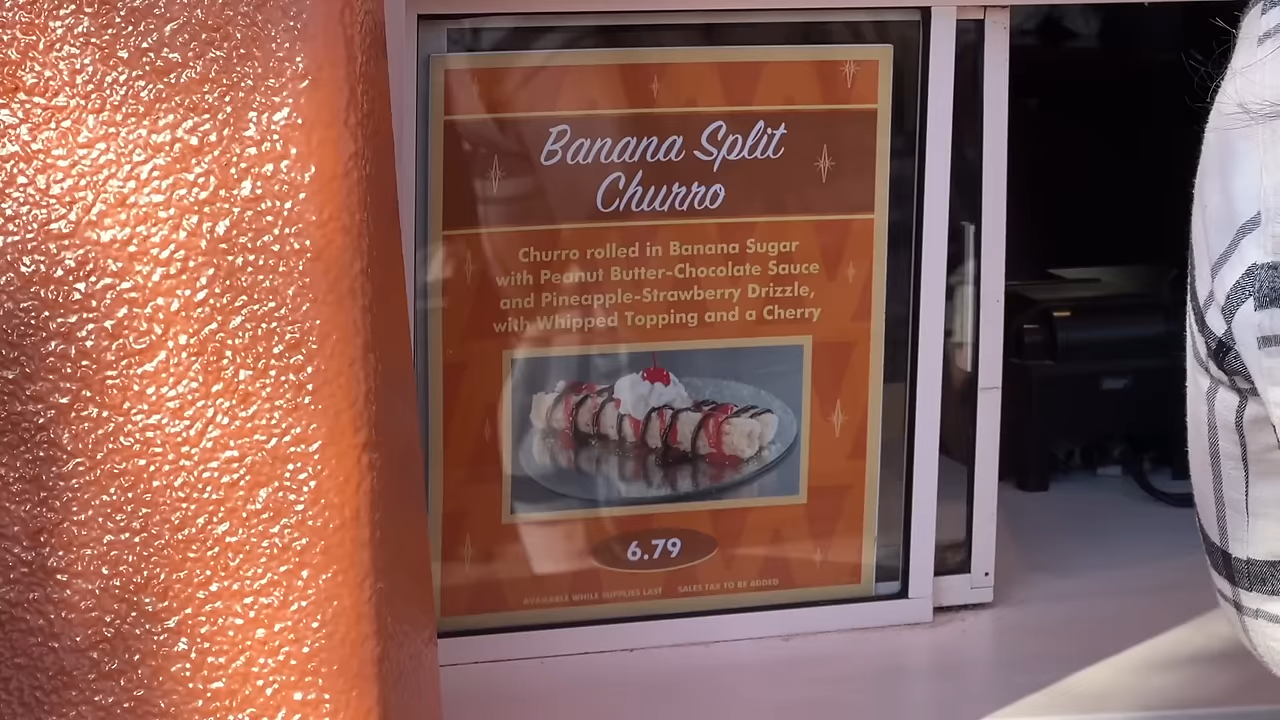 Banana Split
Churro
Churro rolled in Banana Sugar
with Peanut Butter-Chocolate Sauce
and Pineapple-Strawberry Drizzle,
with Whipped Topping and a Cherry
6.79
AVAILABLE WHILE SUPPLIES LAST SALES TAX TO BE ADDED